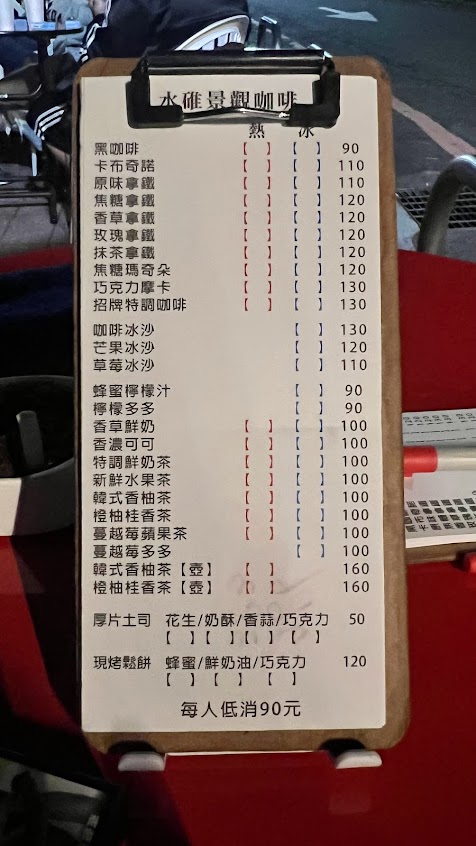 水碓景觀咖啡
熱 冰
黑咖啡 【 】 【 】 90
卡布奇諾 【 】 【 】 110
原味拿鐵 【 】 【 】 110
焦糖拿鐵 【 】 【 】 120
香草拿鐵 【 】 【 】 120
玫瑰拿鐵 【 】 【 】 120
抹茶拿鐵 【 】 【 】 120
焦糖瑪奇朵 【 】 【 】 120
巧克力摩卡 【 】 【 】 130
招牌特調咖啡 【 】 【 】 130
咖啡冰沙 【 】 130
芒果冰沙 【 】 120
草莓冰沙 【 】 110
蜂蜜檸檬汁 【 】 90
檸檬多多 【 】 90
香草鮮奶 【 】 【 】 100
香濃可可 【 】 【 】 100
特調鮮奶茶 【 】 【 】 100
新鮮水果茶 【 】 【 】 100
韓式香柚茶 【 】 【 】 100
橙柚桂香茶 【 】 【 】 100
蔓越莓蘋果茶 【 】 【 】 100
蔓越莓多多 【 】 100
韓式香柚茶【壺】 【 】 160
橙柚桂香茶【壺】 【 】 160
厚片土司 花生/奶酥/香蒜/巧克力 50
【 】【 】【 】【 】
現烤鬆餅 蜂蜜/鮮奶油/巧克力 120
【 】 【 】 【 】
每人低消90元